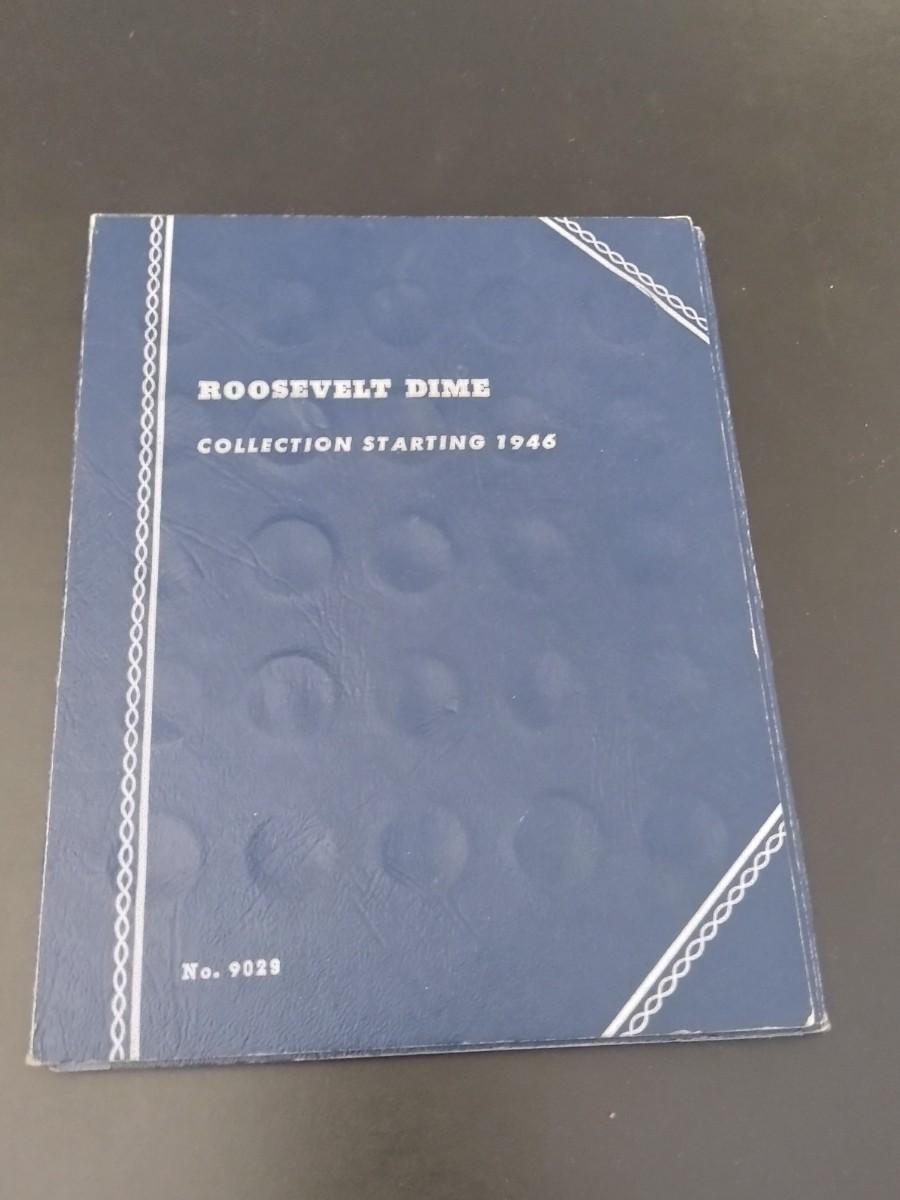 ROOSEVELT DIME
COLLECTION STARTING 1946
No. 9029